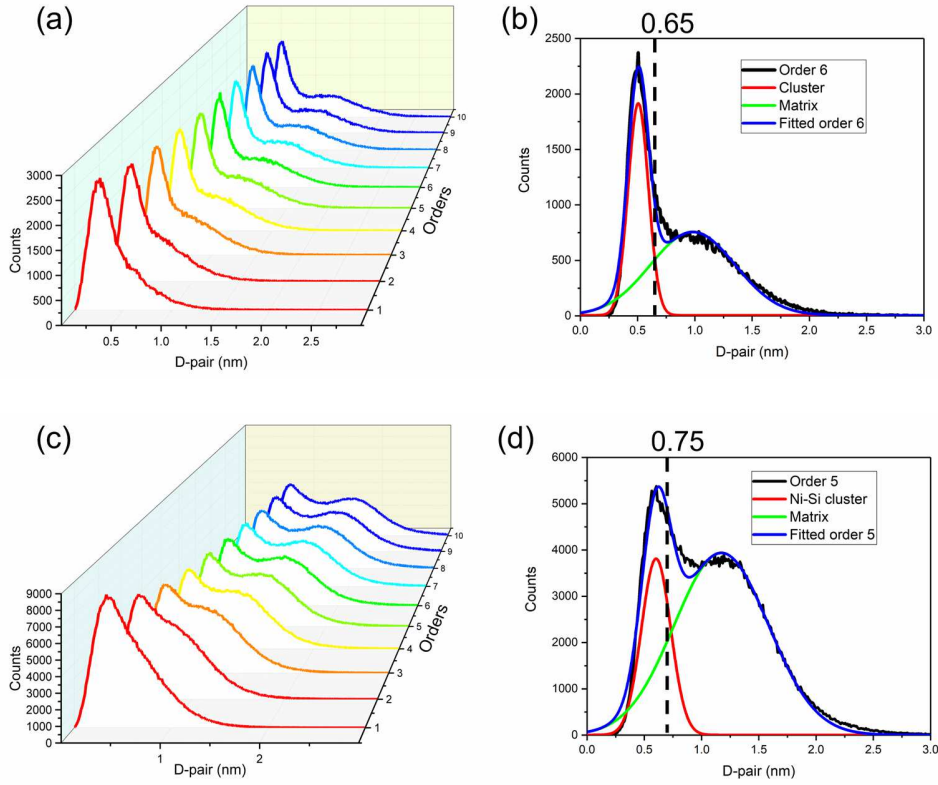 (a)
3000
2500
2000
1500
1000
500
0
Counts
0.5 1.0 1.5 2.0 2.5
D-pair (nm)
1
2
3
4
5
6
7
8
9
10
Orders
(b)
0.65
2500
2000
1500
1000
500
0
Counts
Order 6
Cluster
Matrix
Fitted order 6
0.0 0.5 1.0 1.5 2.0 2.5 3.0
D-pair (nm)
(c)
9000
8000
7000
6000
5000
4000
3000
2000
1000
0
Counts
1 2
D-pair (nm)
1
2
3
4
5
6
7
8
9
10
Orders
(d)
0.75
6000
5000
4000
3000
2000
1000
0
Counts
Order 5
Ni-Si cluster
Matrix
Fitted order 5
0.0 0.5 1.0 1.5 2.0 2.5 3.0
D-pair (nm)